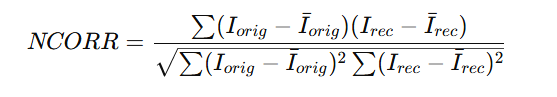 NCORR = \frac{\sum (I_{orig} - \bar{I}_{orig})(I_{rec} - \bar{I}_{rec})}{\sqrt{\sum (I_{orig} - \bar{I}_{orig})^2 \sum (I_{rec} - \bar{I}_{rec})^2}}